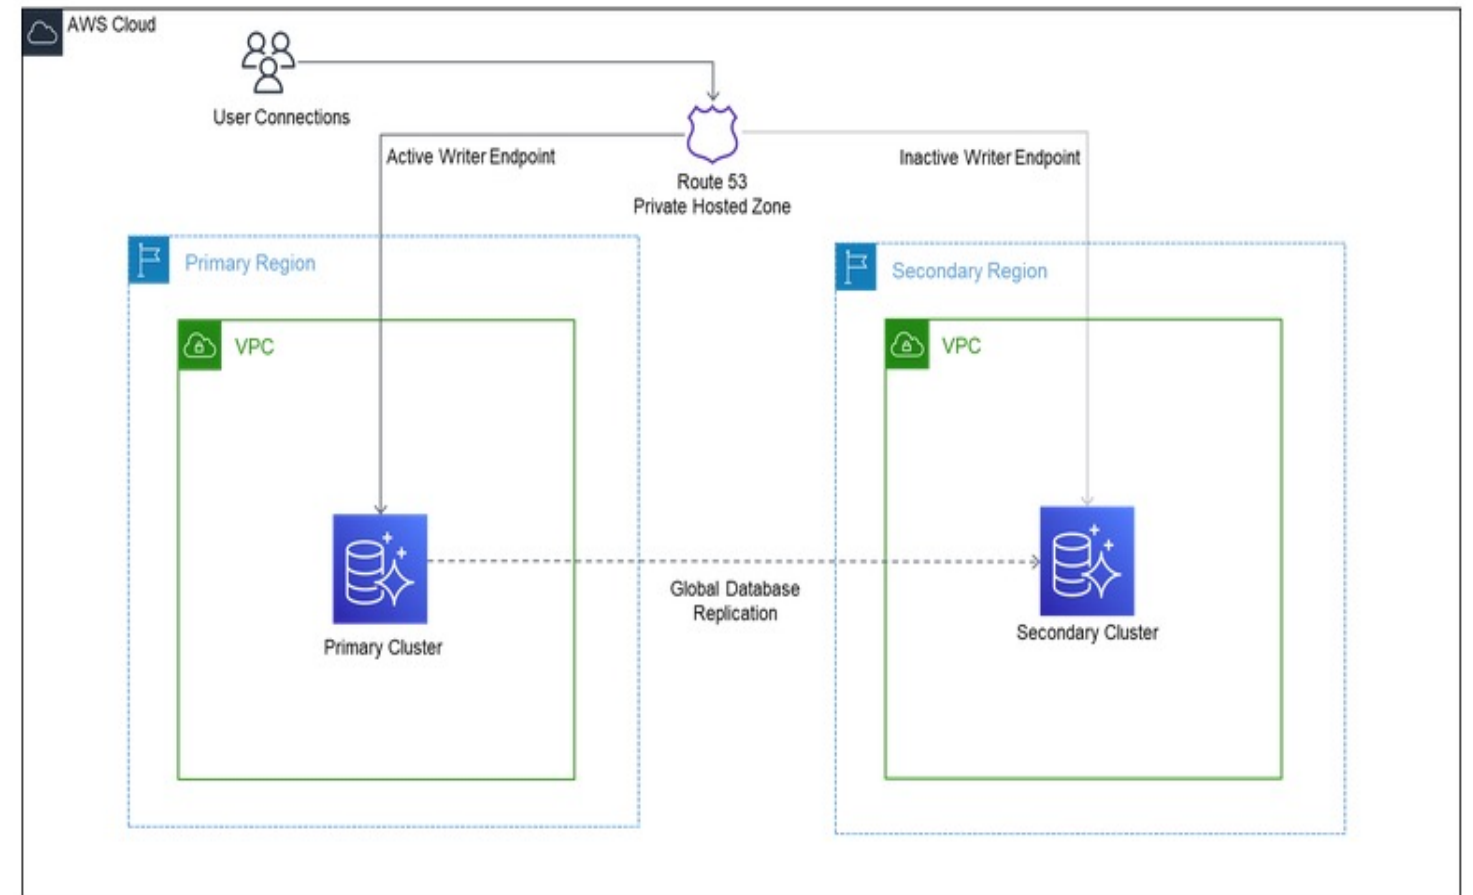 AWS Cloud
User Connections
Active Writer Endpoint
Inactive Writer Endpoint
Route 53
Private Hosted Zone
Primary Region
Secondary Region
VPC
VPC
Global Database
Replication
Primary Cluster
Secondary Cluster